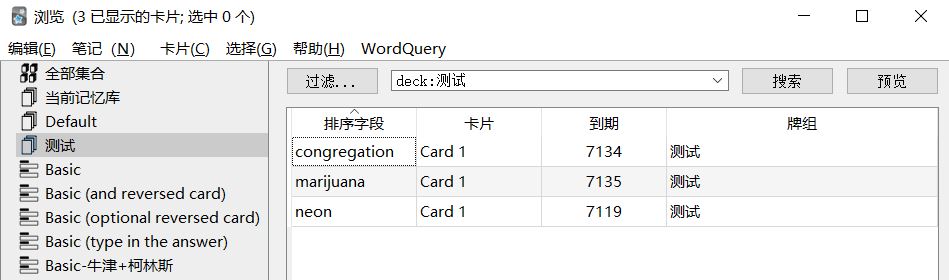 浏览 (3 已显示的卡片; 选中 0 个)
编辑(E) 笔记 (N) 卡片(C) 选择(G) 帮助(H) WordQuery
全部集合
当前记忆库
Default
测试
Basic
Basic (and reversed card)
Basic (optional reversed card)
Basic (type in the answer)
Basic-牛津+柯林斯
过滤... deck:测试 搜索 预览
排序字段 卡片 到期 牌组
congregation Card 1 7134 测试
marijuana Card 1 7135 测试
neon Card 1 7119 测试